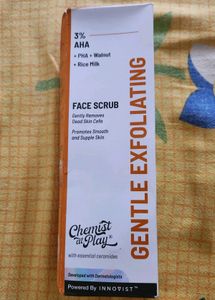 3%
AHA
+ PHA + Walnut
+ Rice Milk
FACE SCRUB
Gently Removes
Dead Skin Cells
Promotes Smooth
and Supple Skin
Chemist
at Play
with essential ceramides
Developed with Dermatologists
Powered By INNOVIST™
GENTLE EXFOLIATING